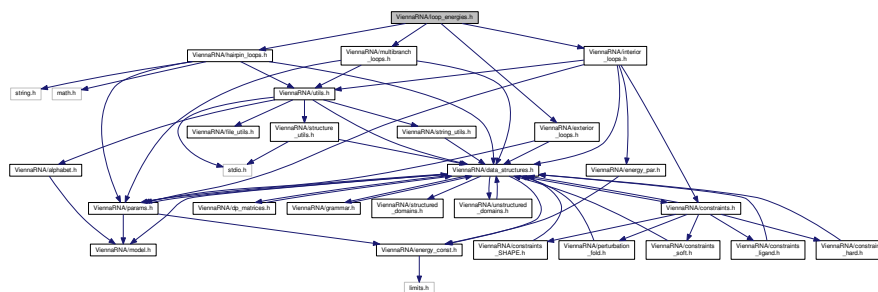 ViennaRNA/loop_energies.h
ViennaRNA/hairpin_loops.h
ViennaRNA/multibranch
_loops.h
ViennaRNA/interior
_loops.h
string.h
math.h
ViennaRNA/utils.h
ViennaRNA/file_utils.h
ViennaRNA/structure
_utils.h
ViennaRNA/string_utils.h
ViennaRNA/exterior
_loops.h
ViennaRNA/alphabet.h
stdio.h
ViennaRNA/data_structures.h
ViennaRNA/energy_par.h
ViennaRNA/params.h
ViennaRNA/dp_matrices.h
ViennaRNA/grammar.h
ViennaRNA/structured
_domains.h
ViennaRNA/unstructured
_domains.h
ViennaRNA/constraints.h
ViennaRNA/model.h
ViennaRNA/energy_const.h
ViennaRNA/constraints
_SHAPE.h
ViennaRNA/perturbation
_fold.h
ViennaRNA/constraints
_soft.h
ViennaRNA/constraints
_ligand.h
ViennaRNA/constrain
_hard.h
limits.h